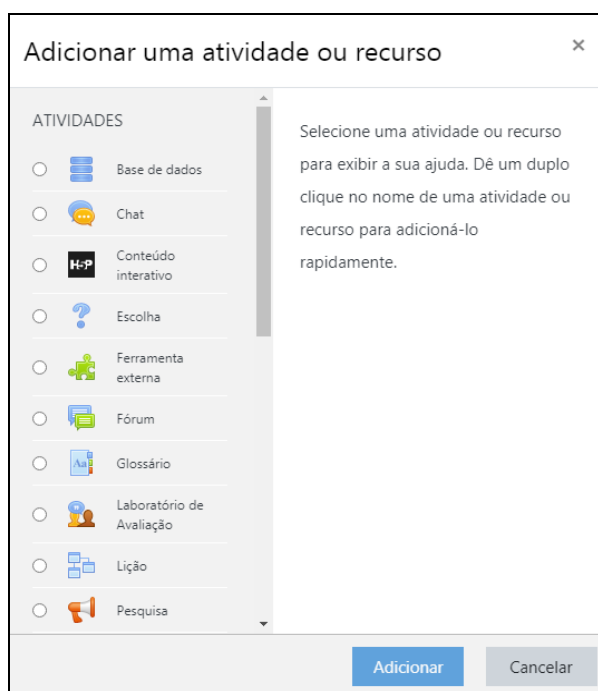 Adicionar uma atividade ou recurso
×
ATIVIDADES
Base de dados
Chat
H-P
Conteúdo
interativo
Escolha
Ferramenta
externa
Fórum
Aa
Glossário
Laboratório de
Avaliação
Lição
Pesquisa
Selecione uma atividade ou recurso
para exibir a sua ajuda. Dê um duplo
clique no nome de uma atividade ou
recurso para adicioná-lo
rapidamente.
Adicionar
Cancelar